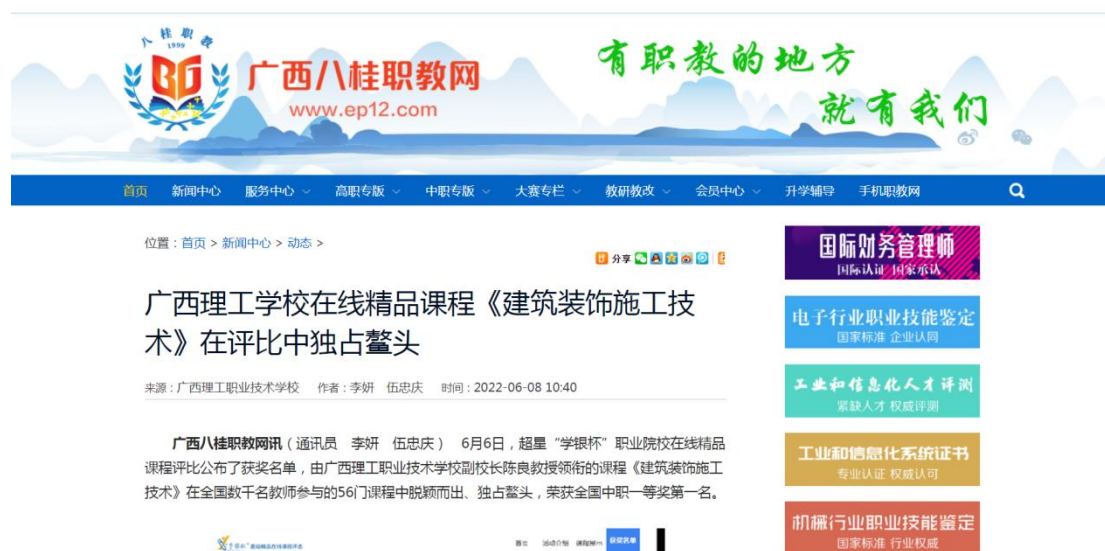 八桂职教
1999
BG
广西八桂职教网
www.ep12.com
有职教的地方
就有我们
首页 新闻中心 服务中心 高职专版 中职专版 大赛专栏 教研教改 会员中心 升学辅导 手机职教网
位置：首页 > 新闻中心 > 动态 >
分享
广西理工学校在线精品课程《建筑装饰施工技
术》在评比中独占鳌头
来源：广西理工职业技术学校 作者：李妍 伍忠庆 时间：2022-06-08 10:40
广西八桂职教网讯（通讯员 李妍 伍忠庆） 6月6日，超星“学银杯”职业院校在线精品
课程评比公布了获奖名单，由广西理工职业技术学校副校长陈良教授领衔的课程《建筑装饰施工
技术》在全国数千名教师参与的56门课程中脱颖而出、独占鳌头，荣获全国中职一等奖第一名。
首页 活动介绍 获奖名单
国际财务管理师
国际认证 国家承认
电子行业职业技能鉴定
国家标准 企业认同
工业和信息化人才评测
紧缺人才 权威评测
工业和信息化系统证书
专业认证 权威认可
机械行业职业技能鉴定
国家标准 行业权威